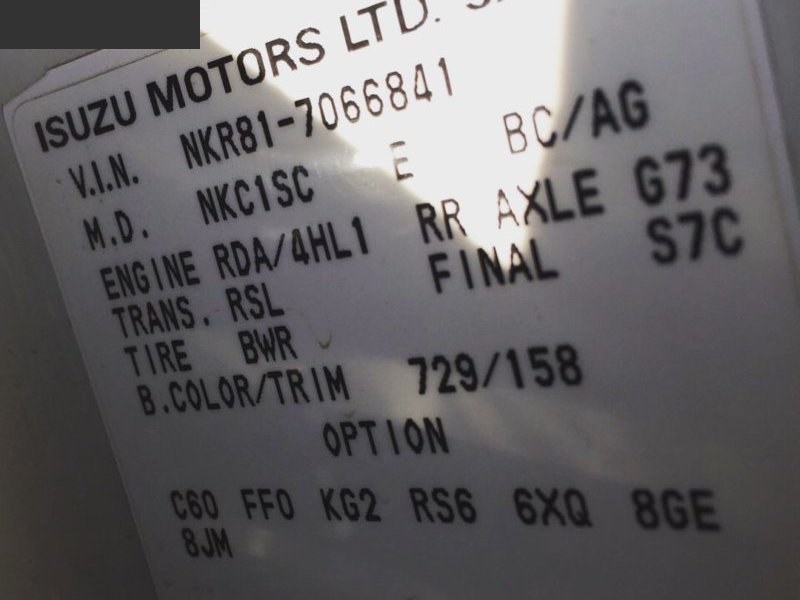 ISUZU MOTORS LTD.
V.I.N. NKR81-7066841
M.D. NKC1SC E BC/AG
ENGINE RDA/4HL1 RR AXLE G73
TRANS. RSL FINAL S7C
TIRE BWR
B.COLOR/TRIM 729/158
OPTION
C60 FF0 KG2 RS6 6XQ 8GE
8JM